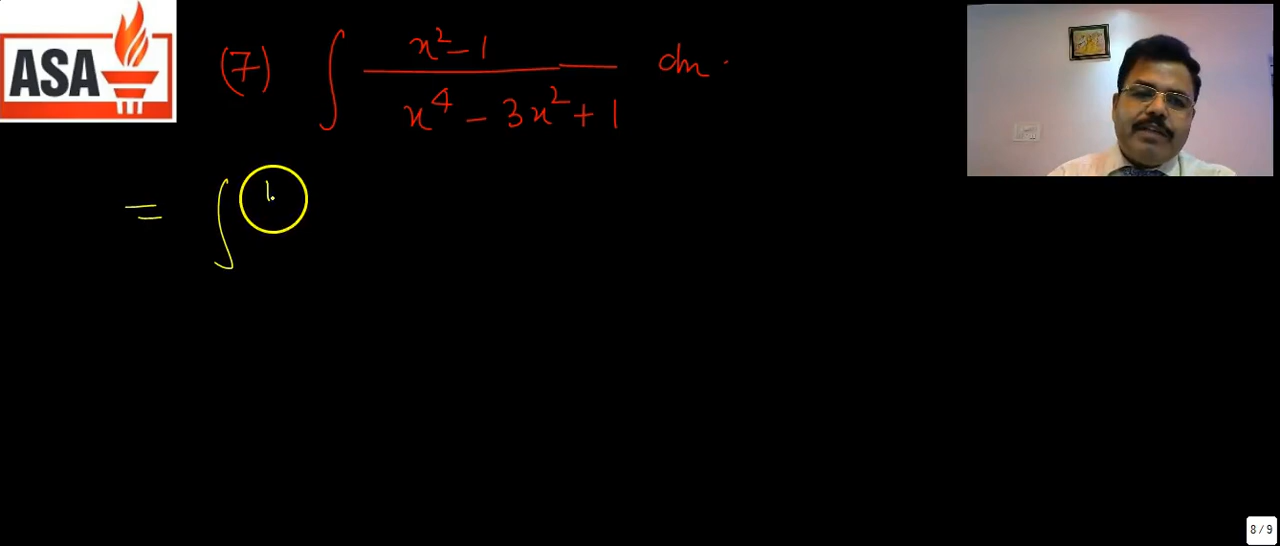 ASA
(7) ∫ (x² - 1) / (x⁴ - 3x² + 1) dx .
= ∫ 1
8/9